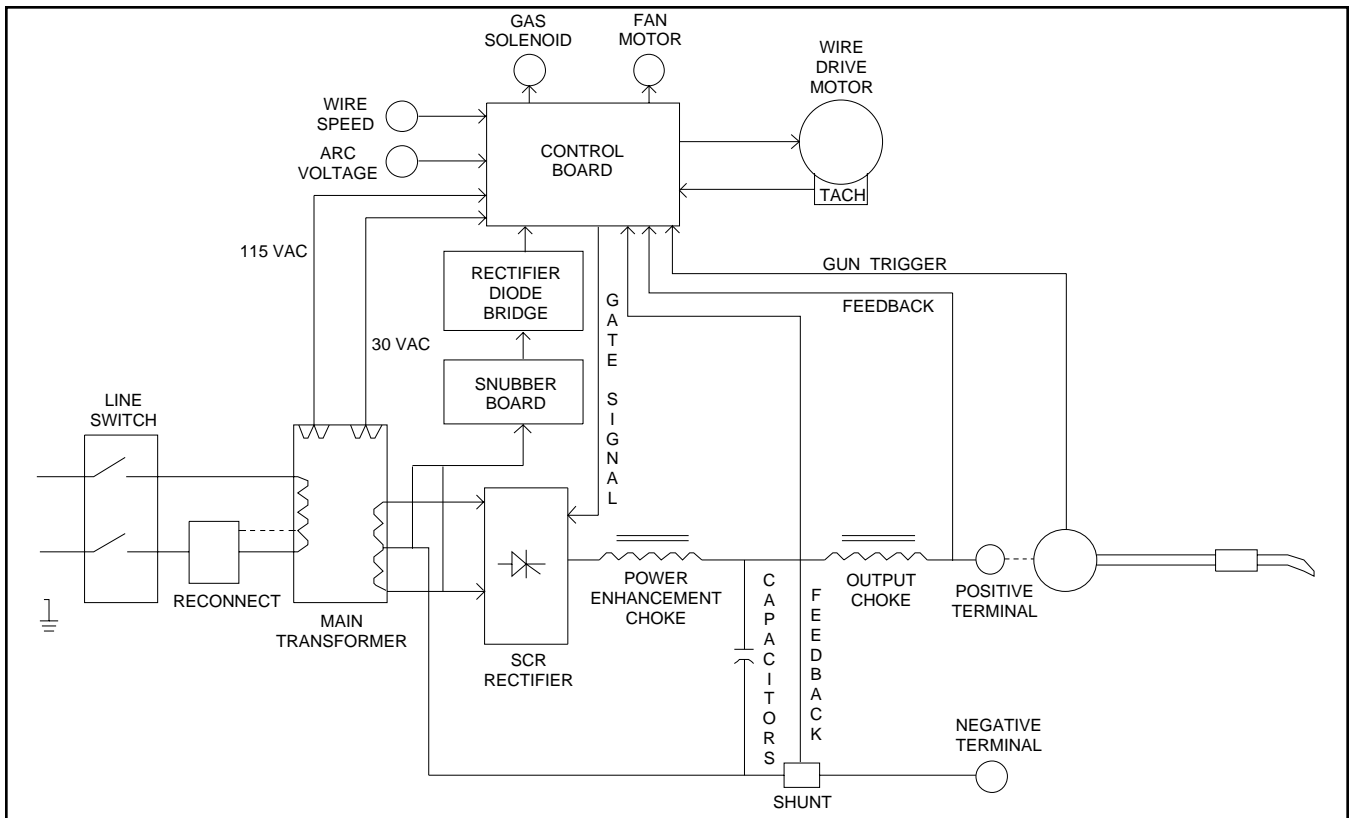 GAS
SOLENOID
FAN
MOTOR
WIRE
DRIVE
MOTOR
WIRE
SPEED
ARC
VOLTAGE
CONTROL
BOARD
TACH
115 VAC
RECTIFIER
DIODE
BRIDGE
GUN TRIGGER
FEEDBACK
30 VAC
SNUBBER
BOARD
GATE SIGNAL
LINE
SWITCH
RECONNECT
MAIN
TRANSFORMER
SCR
RECTIFIER
POWER
ENHANCEMENT
CHOKE
CAPACITORS
FEEDBACK
OUTPUT
CHOKE
POSITIVE
TERMINAL
NEGATIVE
TERMINAL
SHUNT